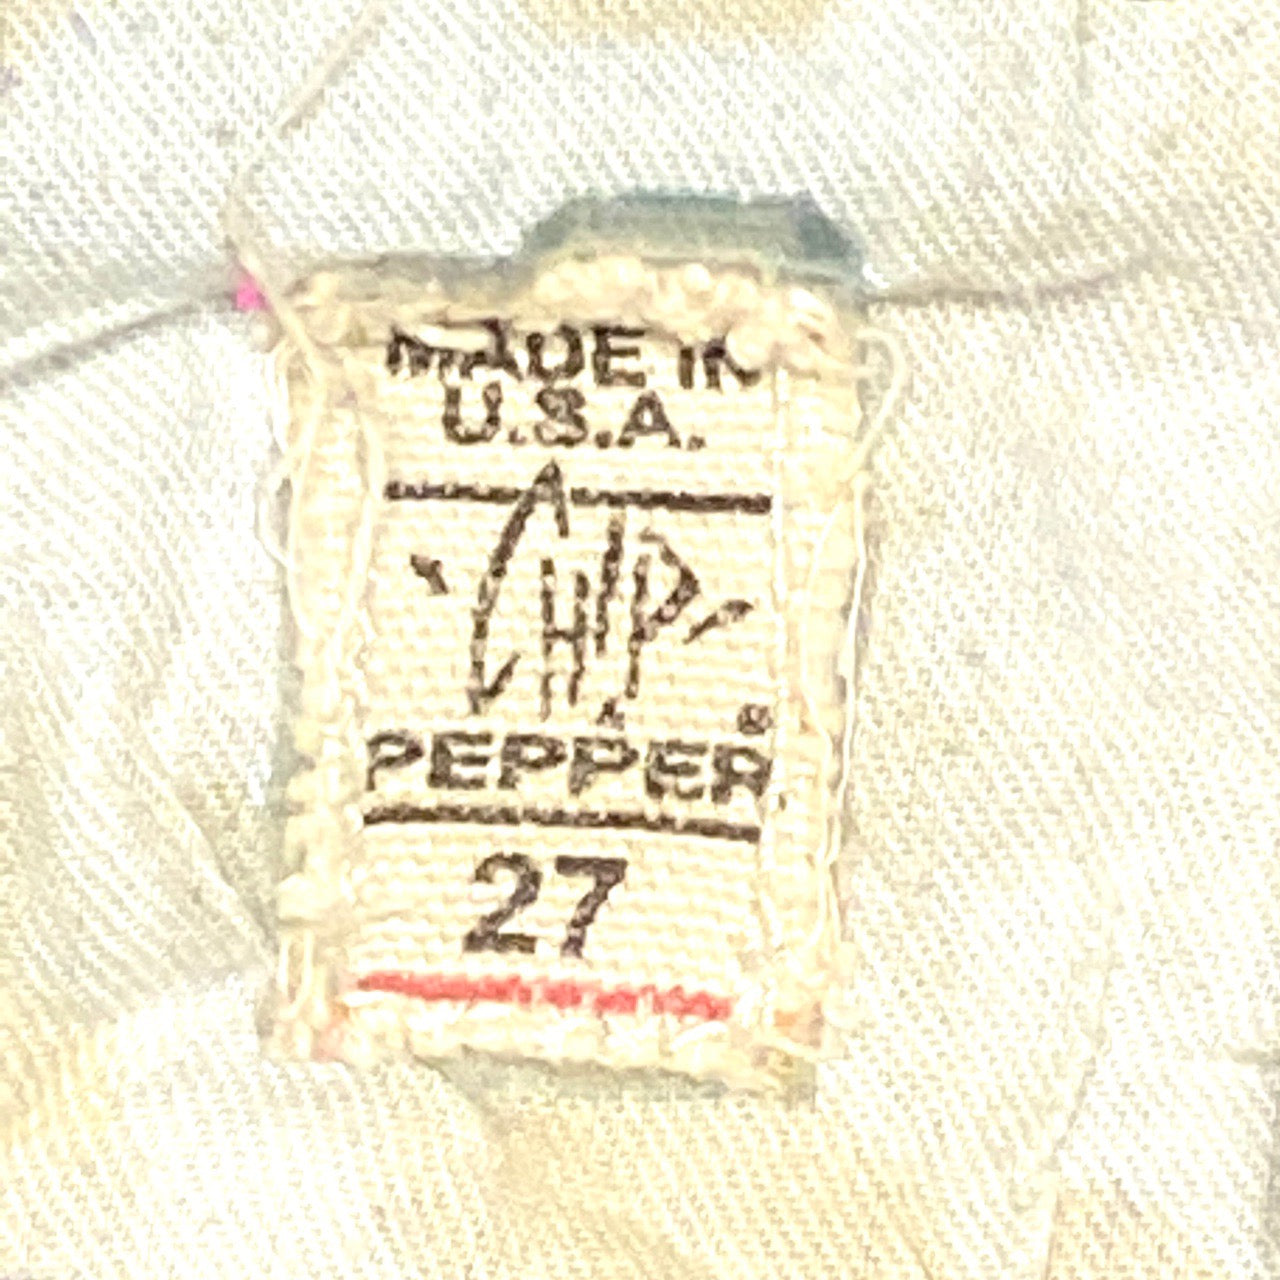 MADE IN
U.S.A.
CHIP
®
PEPPER
27